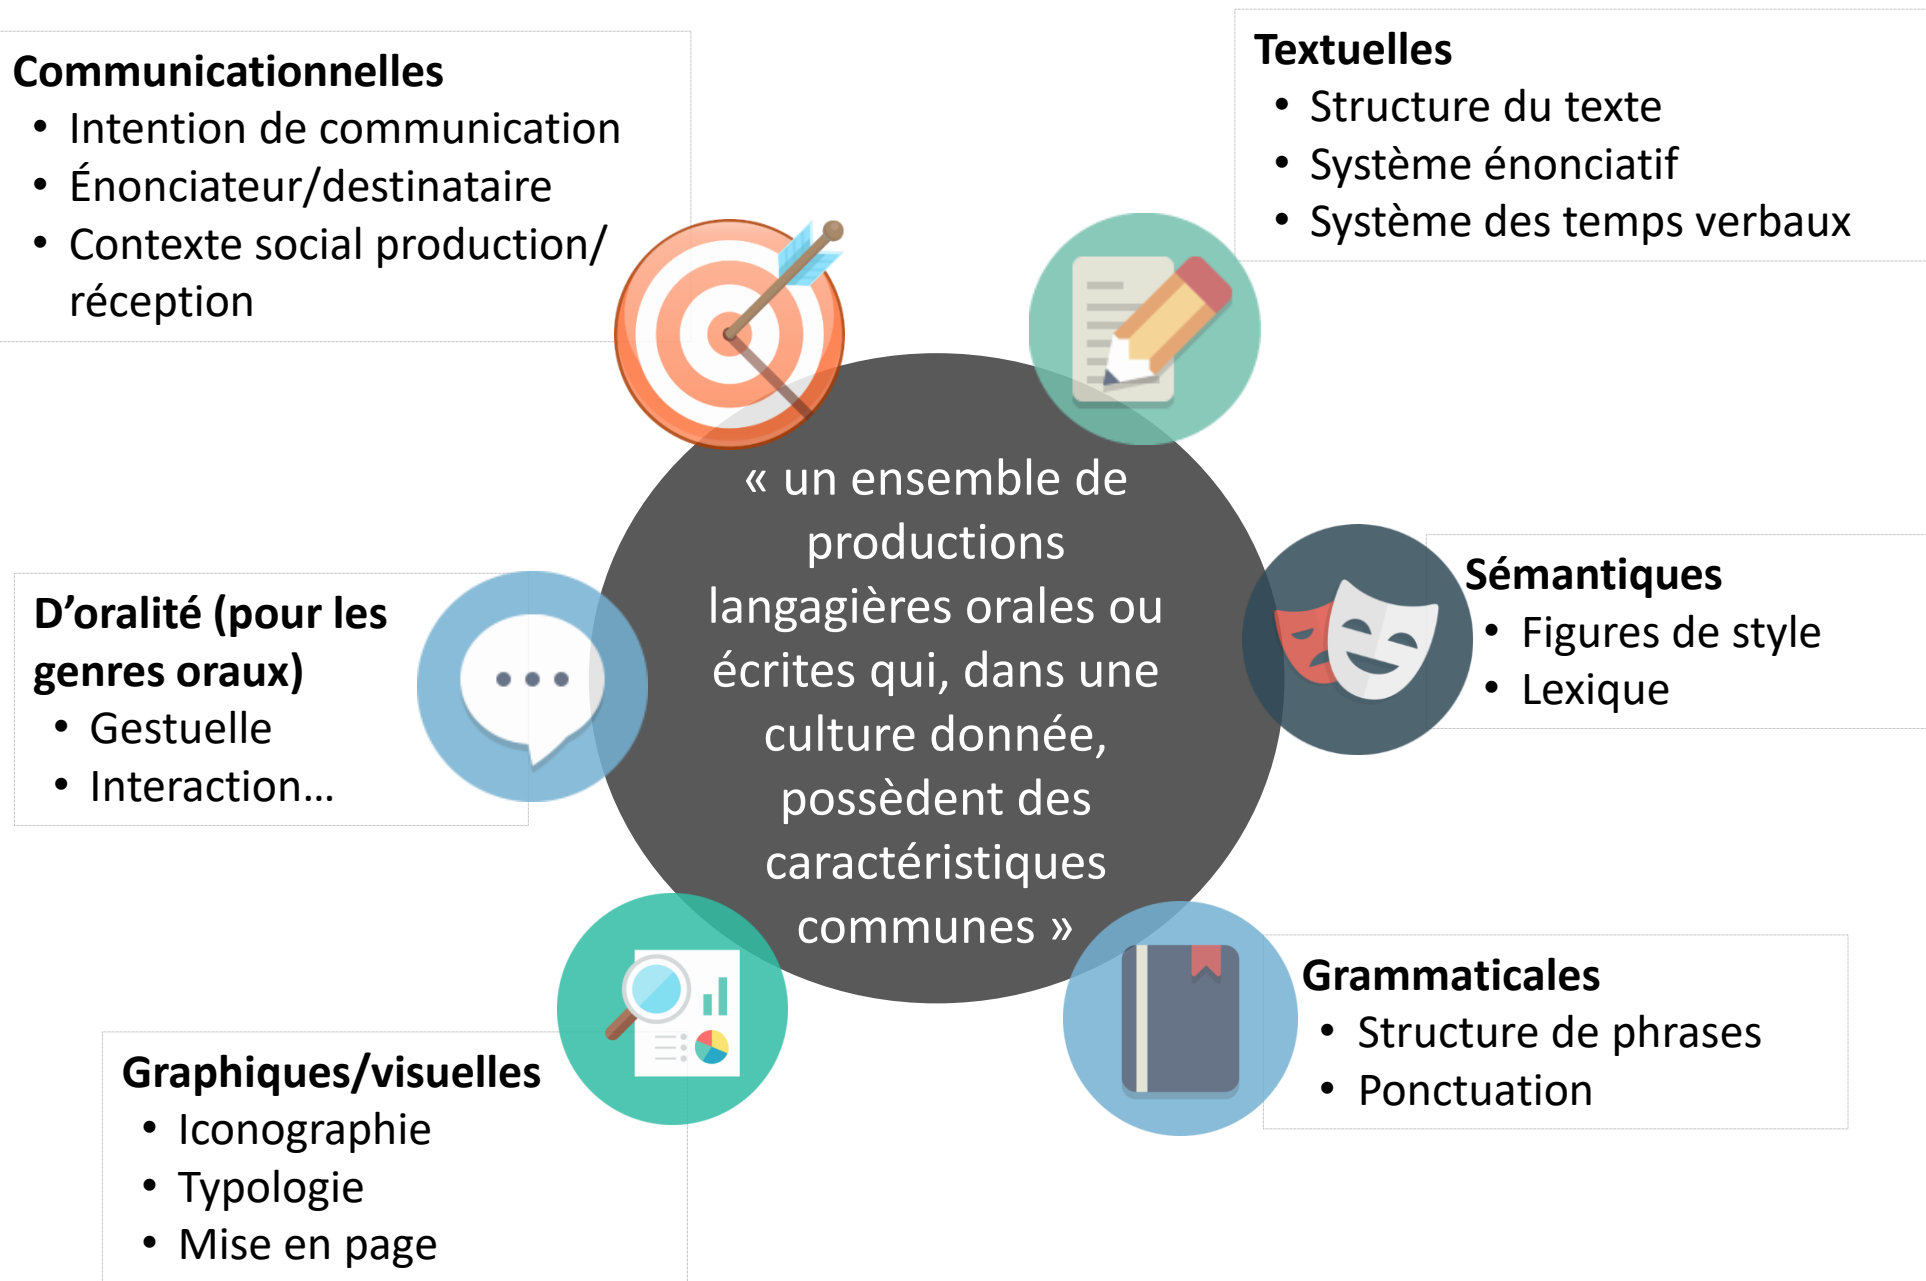 Communicationnelles
• Intention de communication
• Énonciateur/destinataire
• Contexte social production/
réception
Textuelles
• Structure du texte
• Système énonciatif
• Système des temps verbaux
« un ensemble de
productions
langagières orales ou
écrites qui, dans une
culture donnée,
possèdent des
caractéristiques
communes »
D’oralité (pour les
genres oraux)
• Gestuelle
• Interaction…
Sémantiques
• Figures de style
• Lexique
Graphiques/visuelles
• Iconographie
• Typologie
• Mise en page
Grammaticales
• Structure de phrases
• Ponctuation